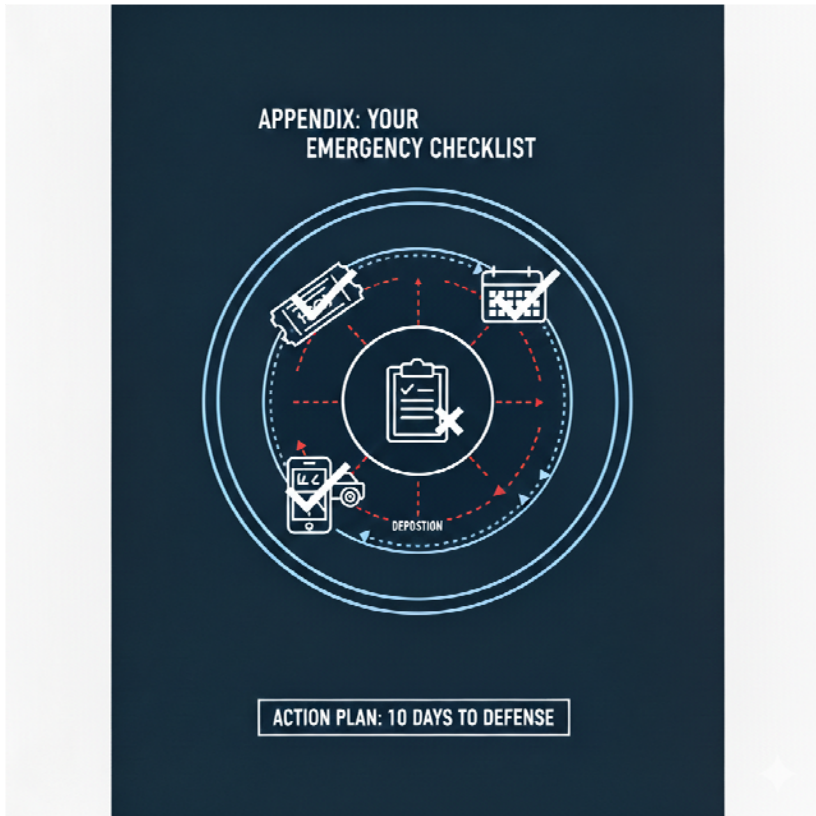 APPENDIX: YOUR
EMERGENCY CHECKLIST
DEPOSTION
ACTION PLAN: 10 DAYS TO DEFENSE